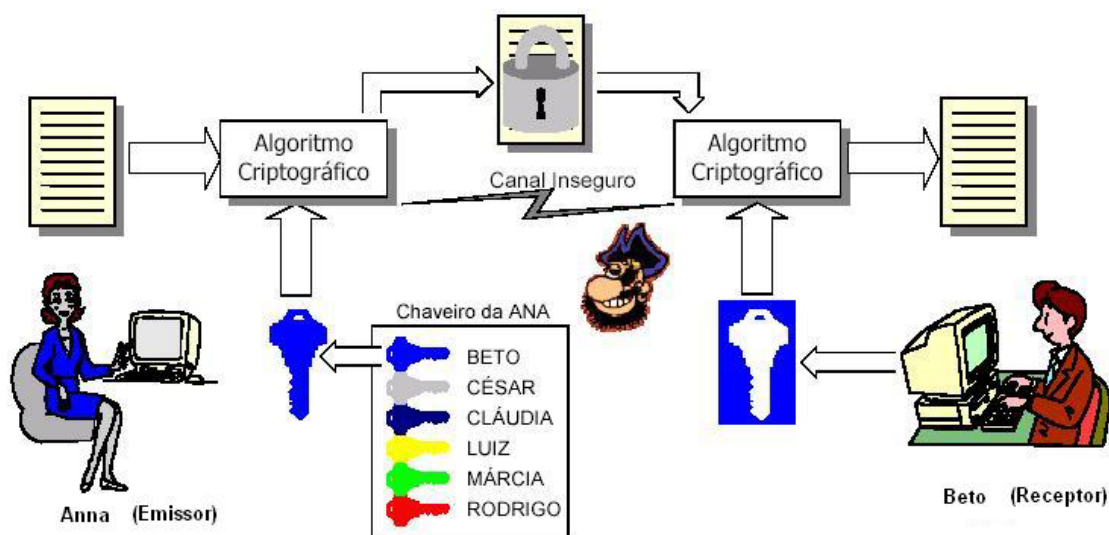 Algoritmo
Criptográfico
Algoritmo
Criptográfico
Canal Inseguro
Chaveiro da ANA
BETO
CÉSAR
CLÁUDIA
LUIZ
MÁRCIA
RODRIGO
Anna (Emissor)
Beto (Receptor)